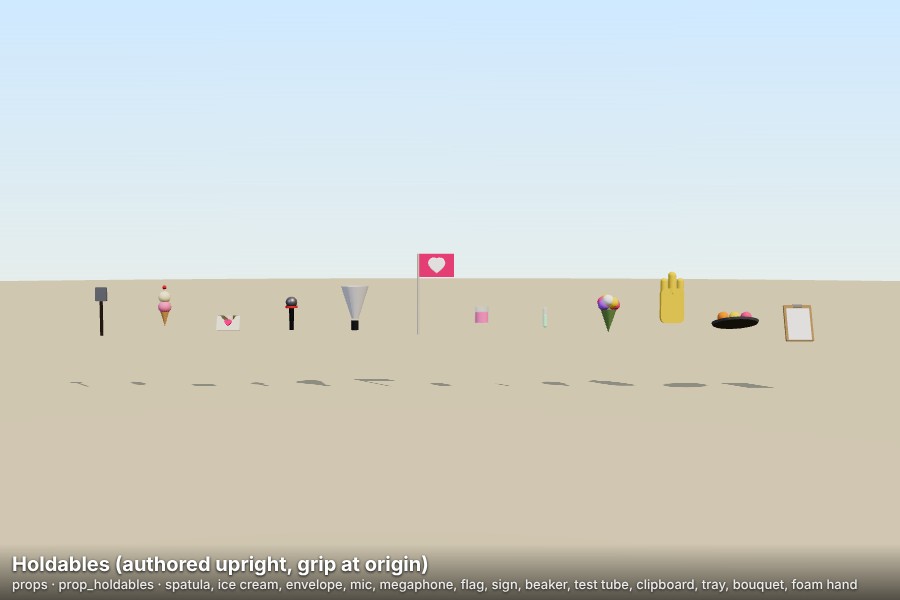 Holdables (authored upright, grip at origin)
props · prop_holdables · spatula, ice cream, envelope, mic, megaphone, flag, sign, beaker, test tube, clipboard, tray, bouquet, foam hand